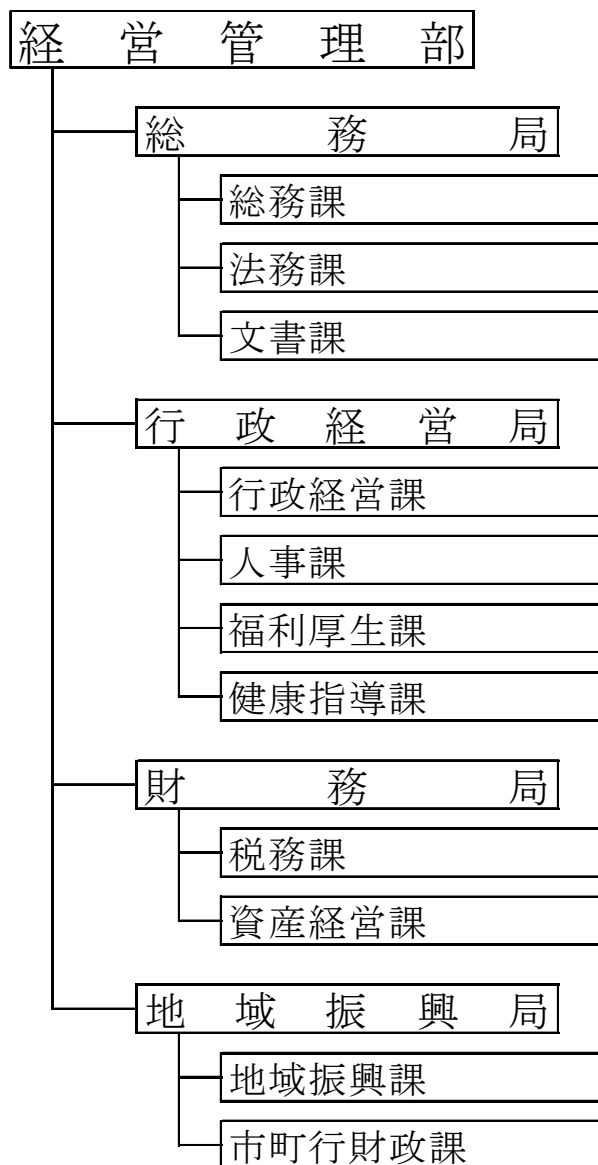 経営管理部
総務局
総務課
法務課
文書課
行政経営局
行政経営課
人事課
福利厚生課
健康指導課
財務局
税務課
資産経営課
地域振興局
地域振興課
市町行財政課